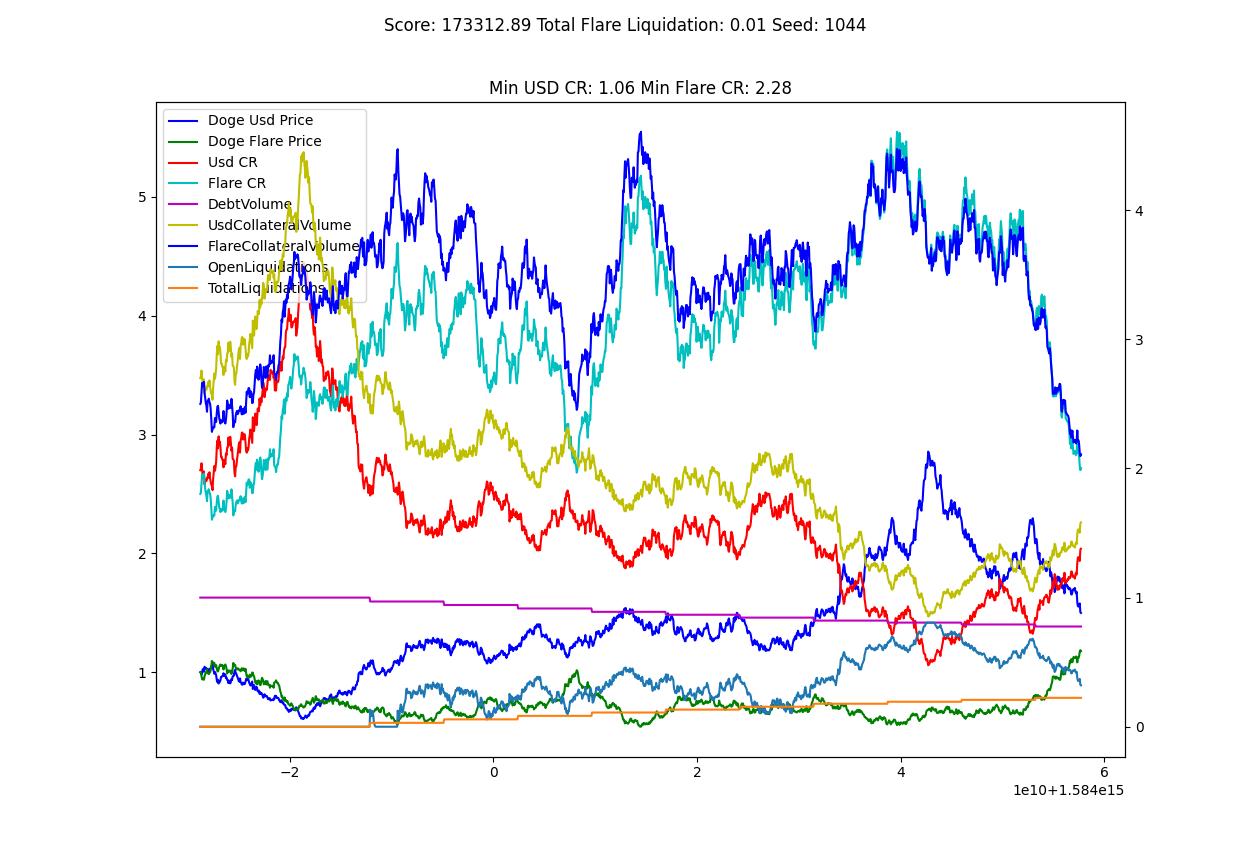 Score: 173312.89 Total Flare Liquidation: 0.01 Seed: 1044
Min USD CR: 1.06 Min Flare CR: 2.28
Doge Usd Price
Doge Flare Price
Usd CR
Flare CR
DebtVolume
UsdCollateralVolume
FlareCollateralVolume
OpenLiquidations
TotalLiquidations
5
4
3
2
1
4
3
2
1
0
−2
0
2
4
6
1e10+1.584e15